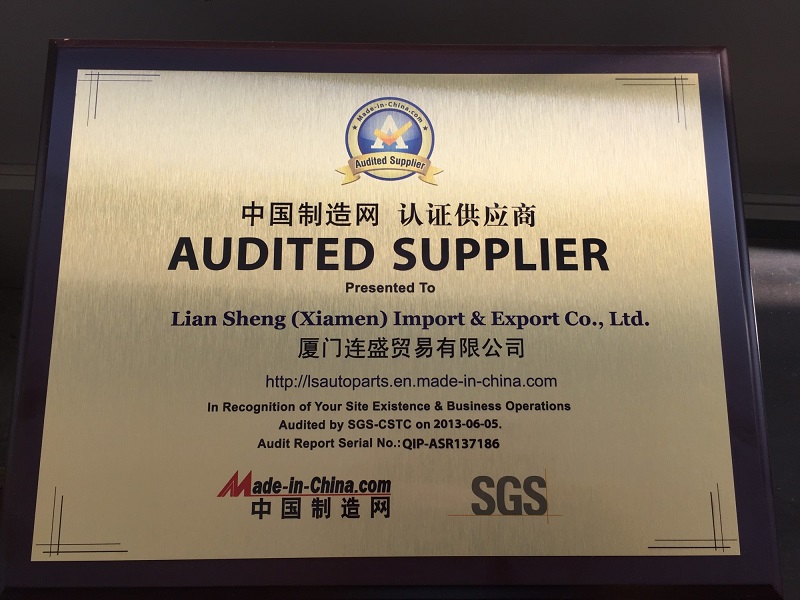 Made-in-China.com
A
Audited Supplier
中国制造网 认证供应商
AUDITED SUPPLIER
Presented To
Lian Sheng (Xiamen) Import & Export Co., Ltd.
厦门连盛贸易有限公司
http://lsautoparts.en.made-in-china.com
In Recognition of Your Site Existence & Business Operations
Audited by SGS-CSTC on 2013-06-05.
Audit Report Serial No.:QIP-ASR137186
Made-in-China.com
中国制造网
SGS